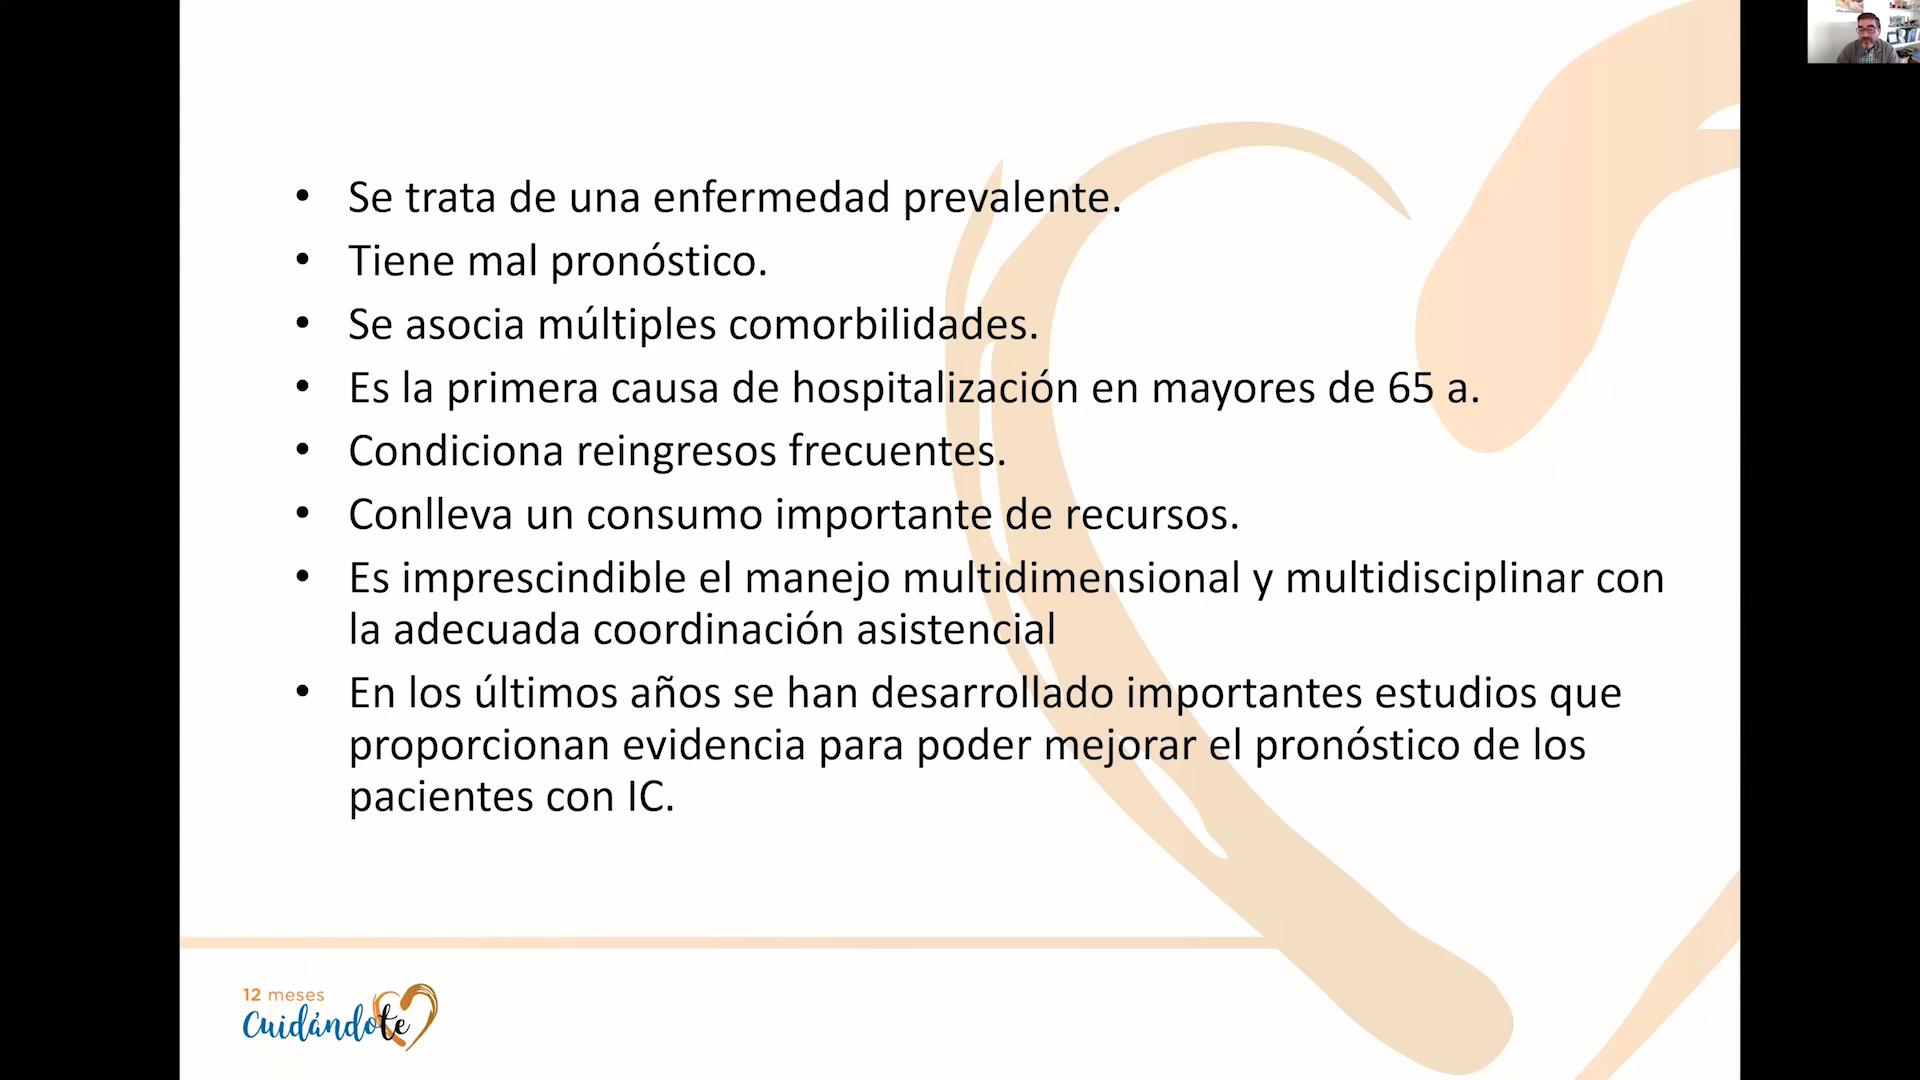 • Se trata de una enfermedad prevalente.
• Tiene mal pronóstico.
• Se asocia múltiples comorbilidades.
• Es la primera causa de hospitalización en mayores de 65 a.
• Condiciona reingresos frecuentes.
• Conlleva un consumo importante de recursos.
• Es imprescindible el manejo multidimensional y multidisciplinar con
la adecuada coordinación asistencial
• En los últimos años se han desarrollado importantes estudios que
proporcionan evidencia para poder mejorar el pronóstico de los
pacientes con IC.
12 meses
Cuidándote